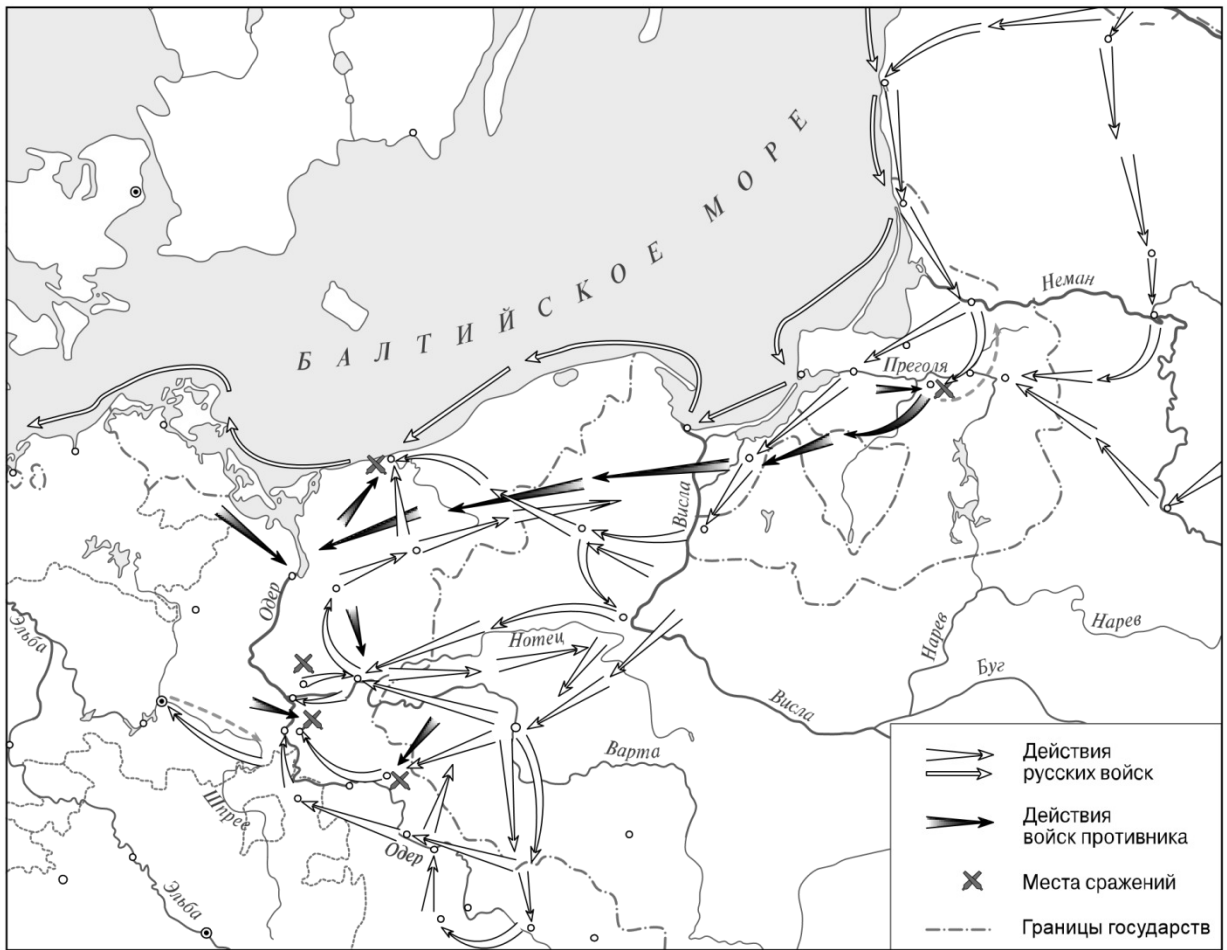 БАЛТИЙСКОЕ МОРЕ
Неман
Преголя
Висла
Одер
Эльба
Нотец
Нарев
Нарев
Буг
Висла
Варта
Шпрее
Одер
Эльба
Действия
русских войск
Действия
войск противника
Места сражений
Границы государств